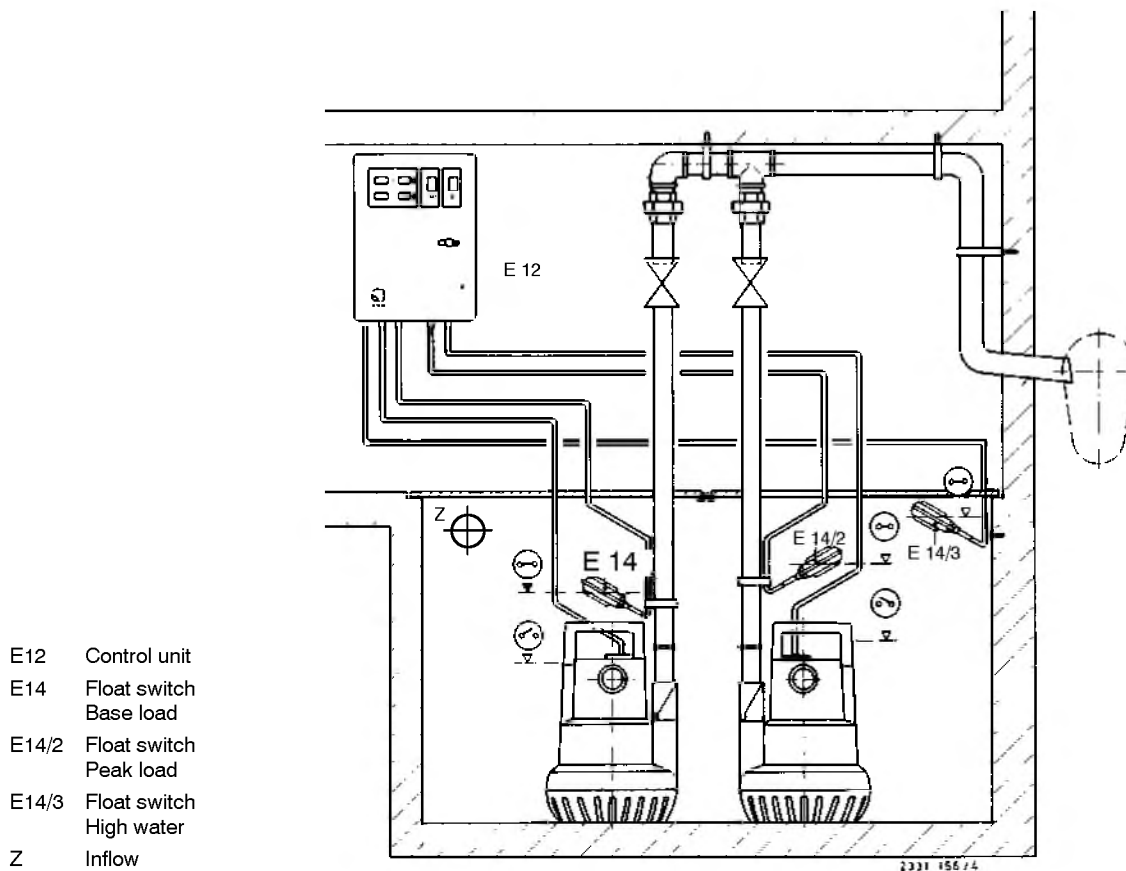 E 12
Z
E 14
E 14/2
E 14/3
E12 Control unit
E14 Float switch
Base load
E14/2 Float switch
Peak load
E14/3 Float switch
High water
Z Inflow